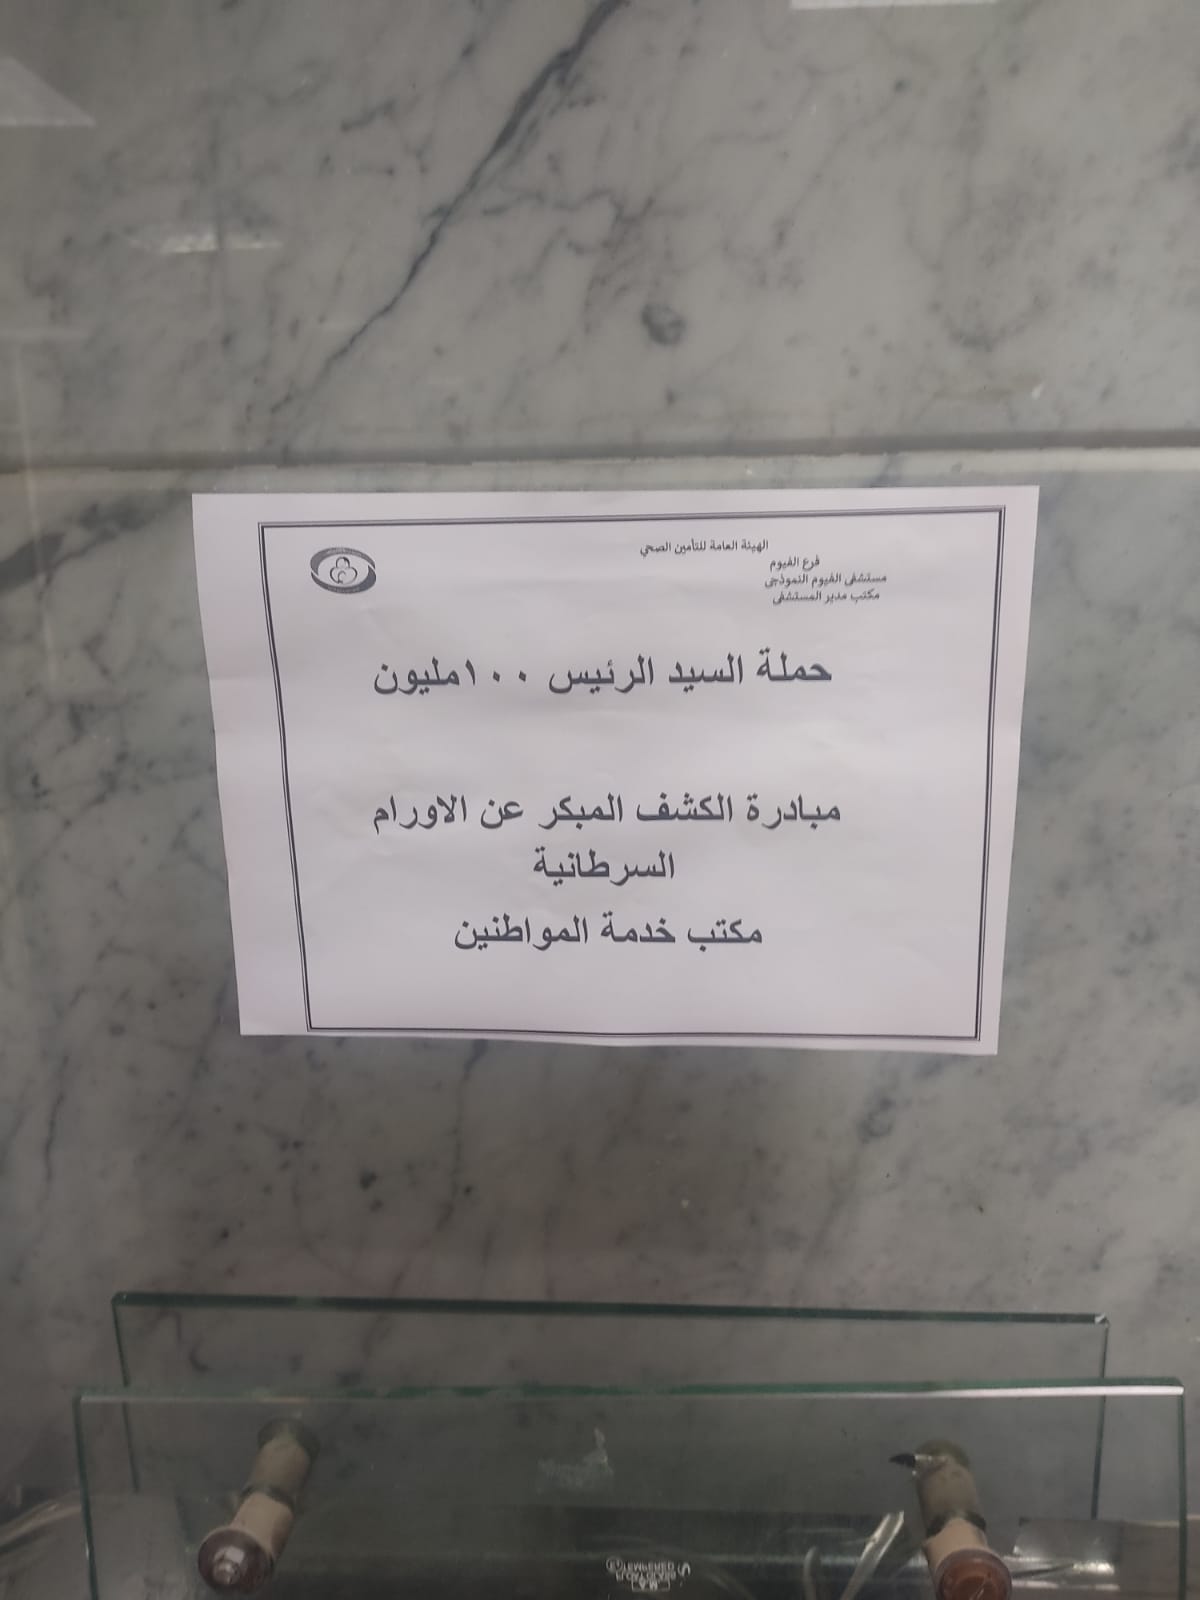 الهيئة العامة للتأمين الصحي
فرع الفيوم
مستشفى الفيوم النموذجى
مكتب مدير المستشفى
حملة السيد الرئيس ١٠٠مليون
مبادرة الكشف المبكر عن الاورام
السرطانية
مكتب خدمة المواطنين